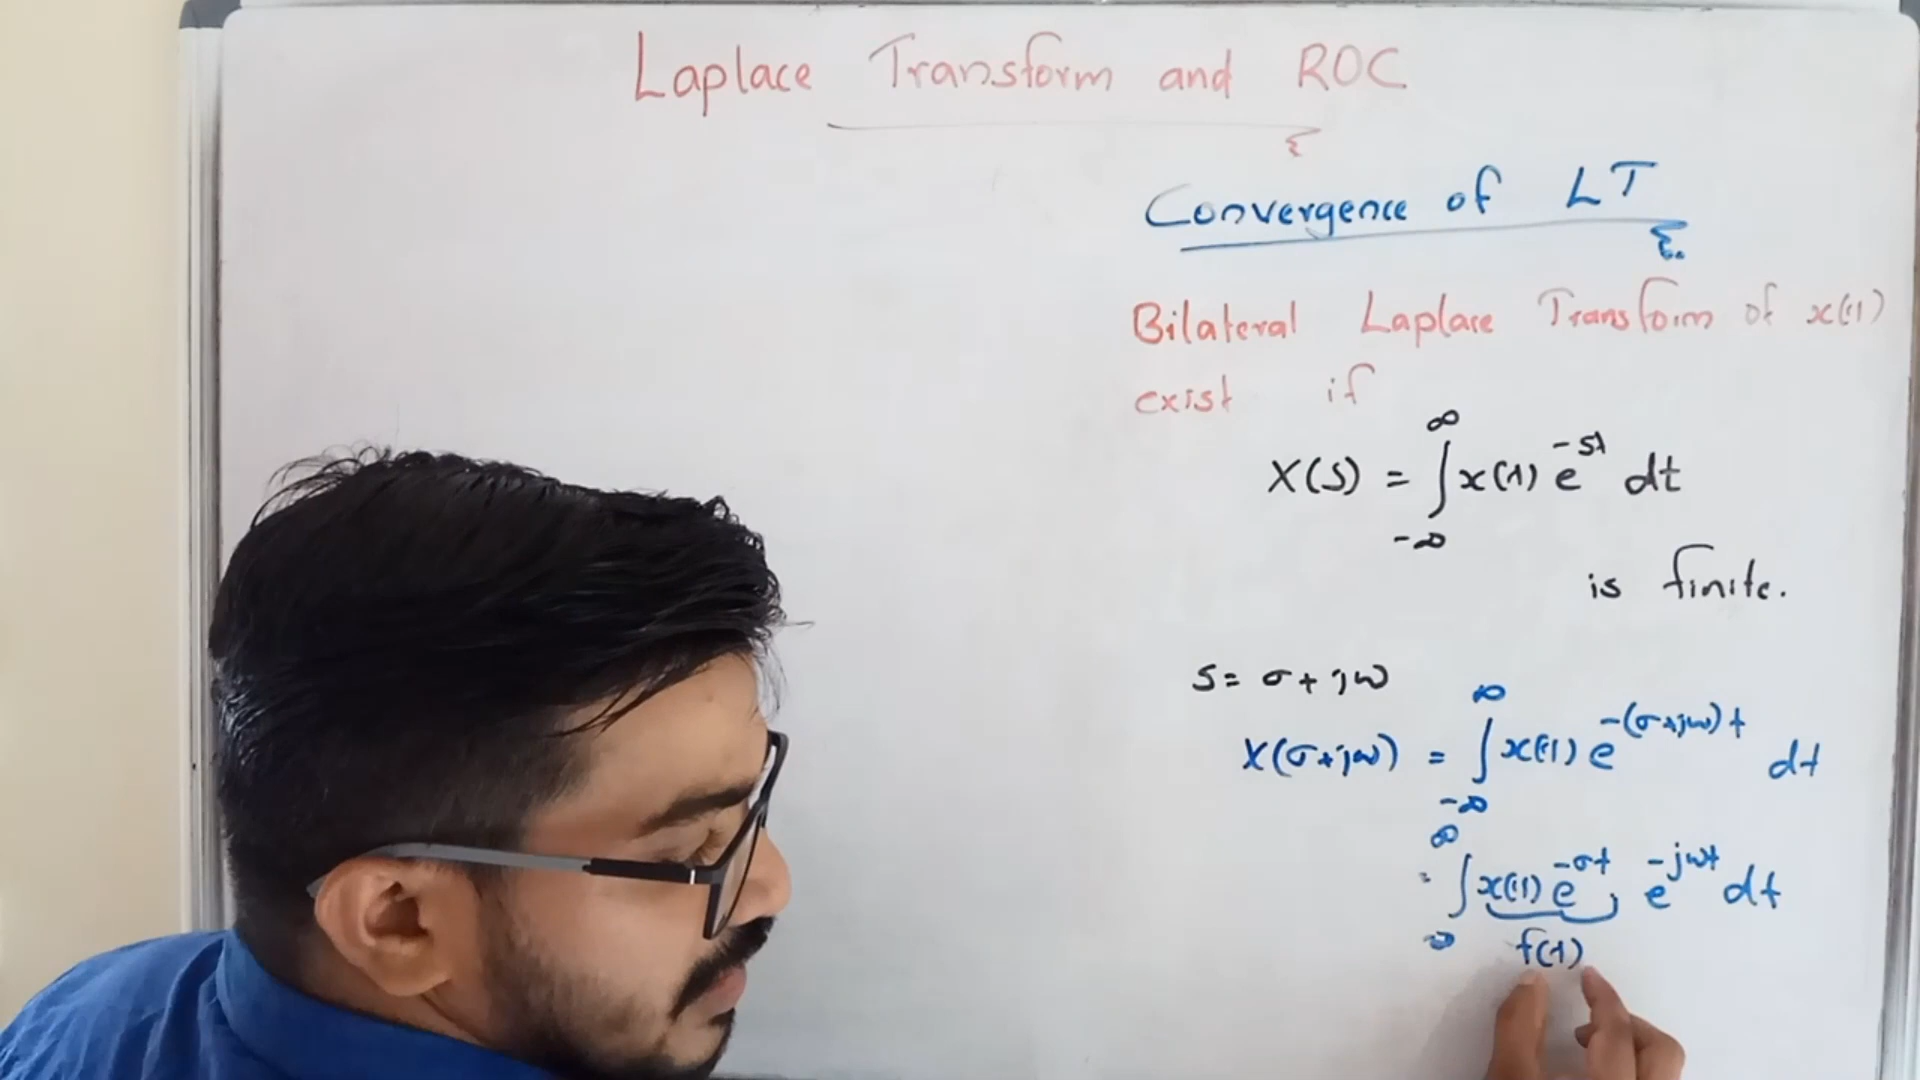 Laplace Transform and ROC
Convergence of LT
Bilateral Laplace Transform of x(t)
exist if
X(S) = ∫_{-∞}^{∞} x(t) e^{-st} dt
is finite.
S = σ + jω
X(σ+jω) = ∫_{-∞}^{∞} x(t) e^{-(σ+jω)t} dt
= ∫_{-∞}^{∞} x(t) e^{-σt} e^{-jωt} dt
f(t)